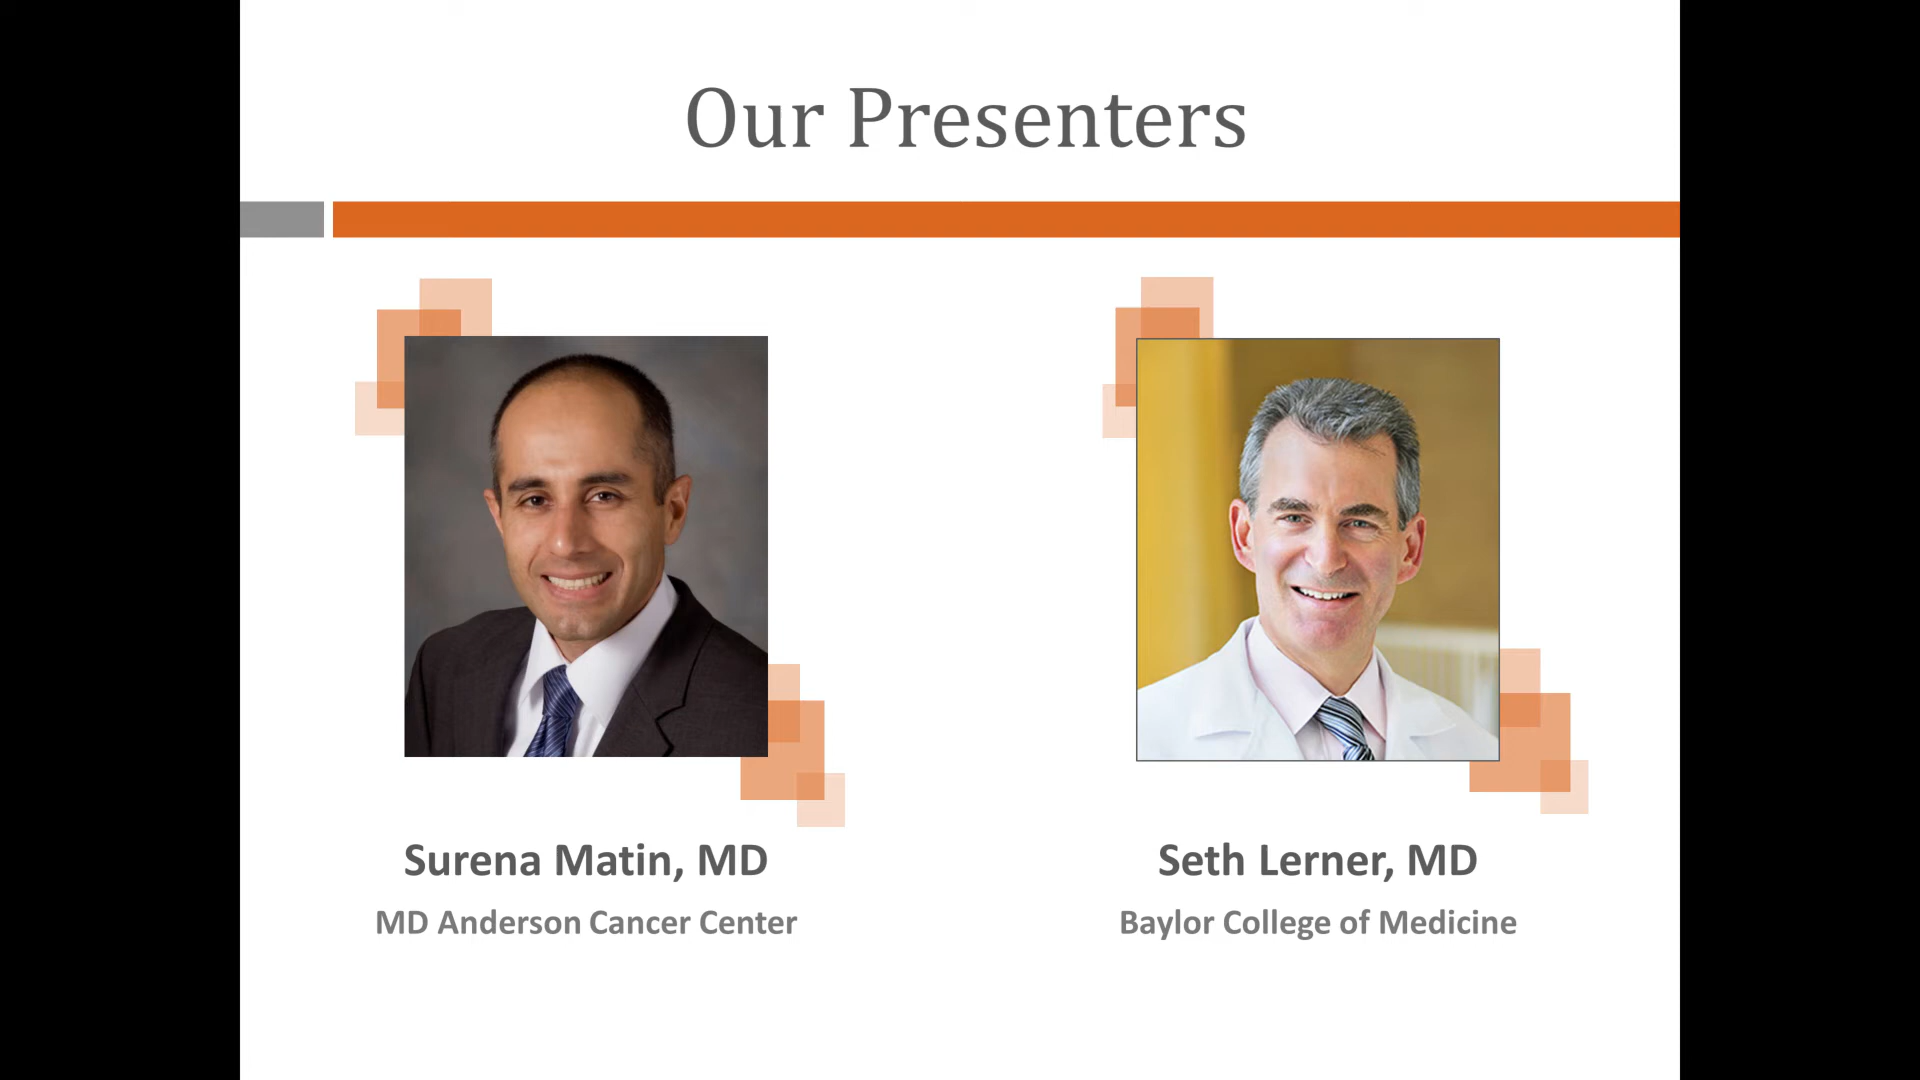 Our Presenters
Surena Matin, MD
MD Anderson Cancer Center
Seth Lerner, MD
Baylor College of Medicine